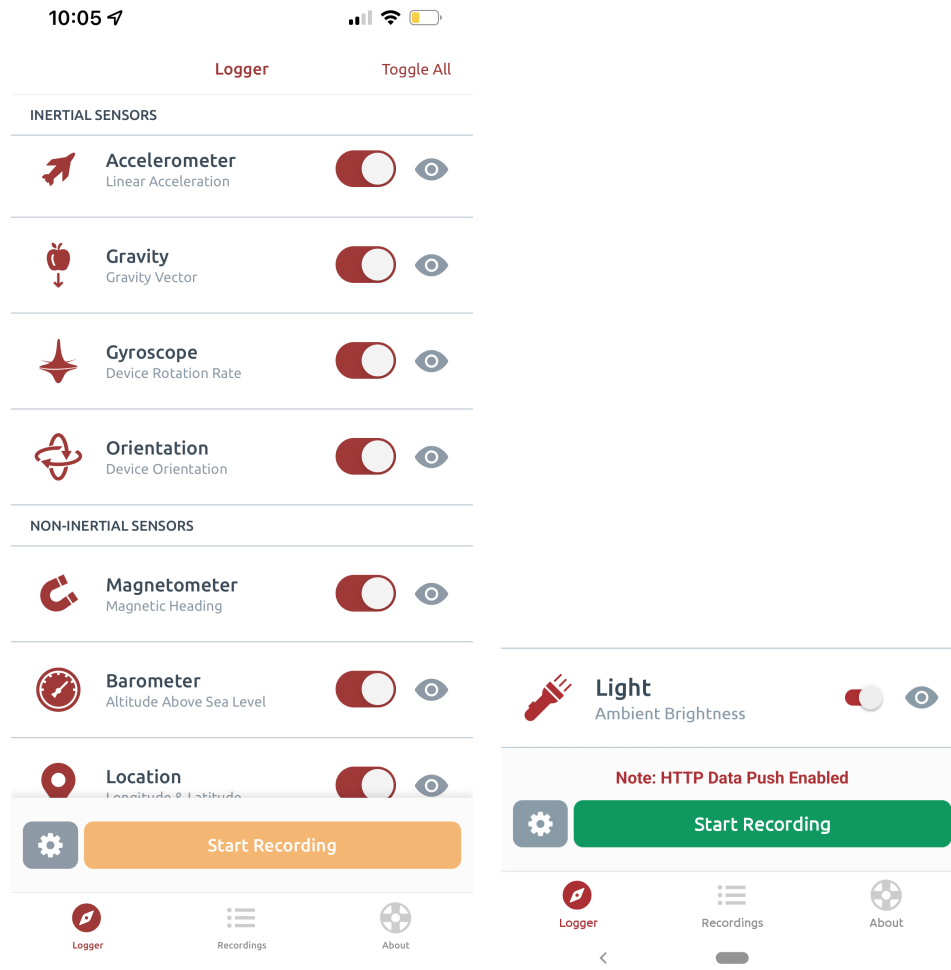 10:05
Logger
Toggle All
INERTIAL SENSORS
Accelerometer
Linear Acceleration
Gravity
Gravity Vector
Gyroscope
Device Rotation Rate
Orientation
Device Orientation
NON-INERTIAL SENSORS
Magnetometer
Magnetic Heading
Barometer
Altitude Above Sea Level
Location
Longitude & Latitude
Start Recording
Logger
Recordings
About
Light
Ambient Brightness
Note: HTTP Data Push Enabled
Start Recording
Logger
Recordings
About